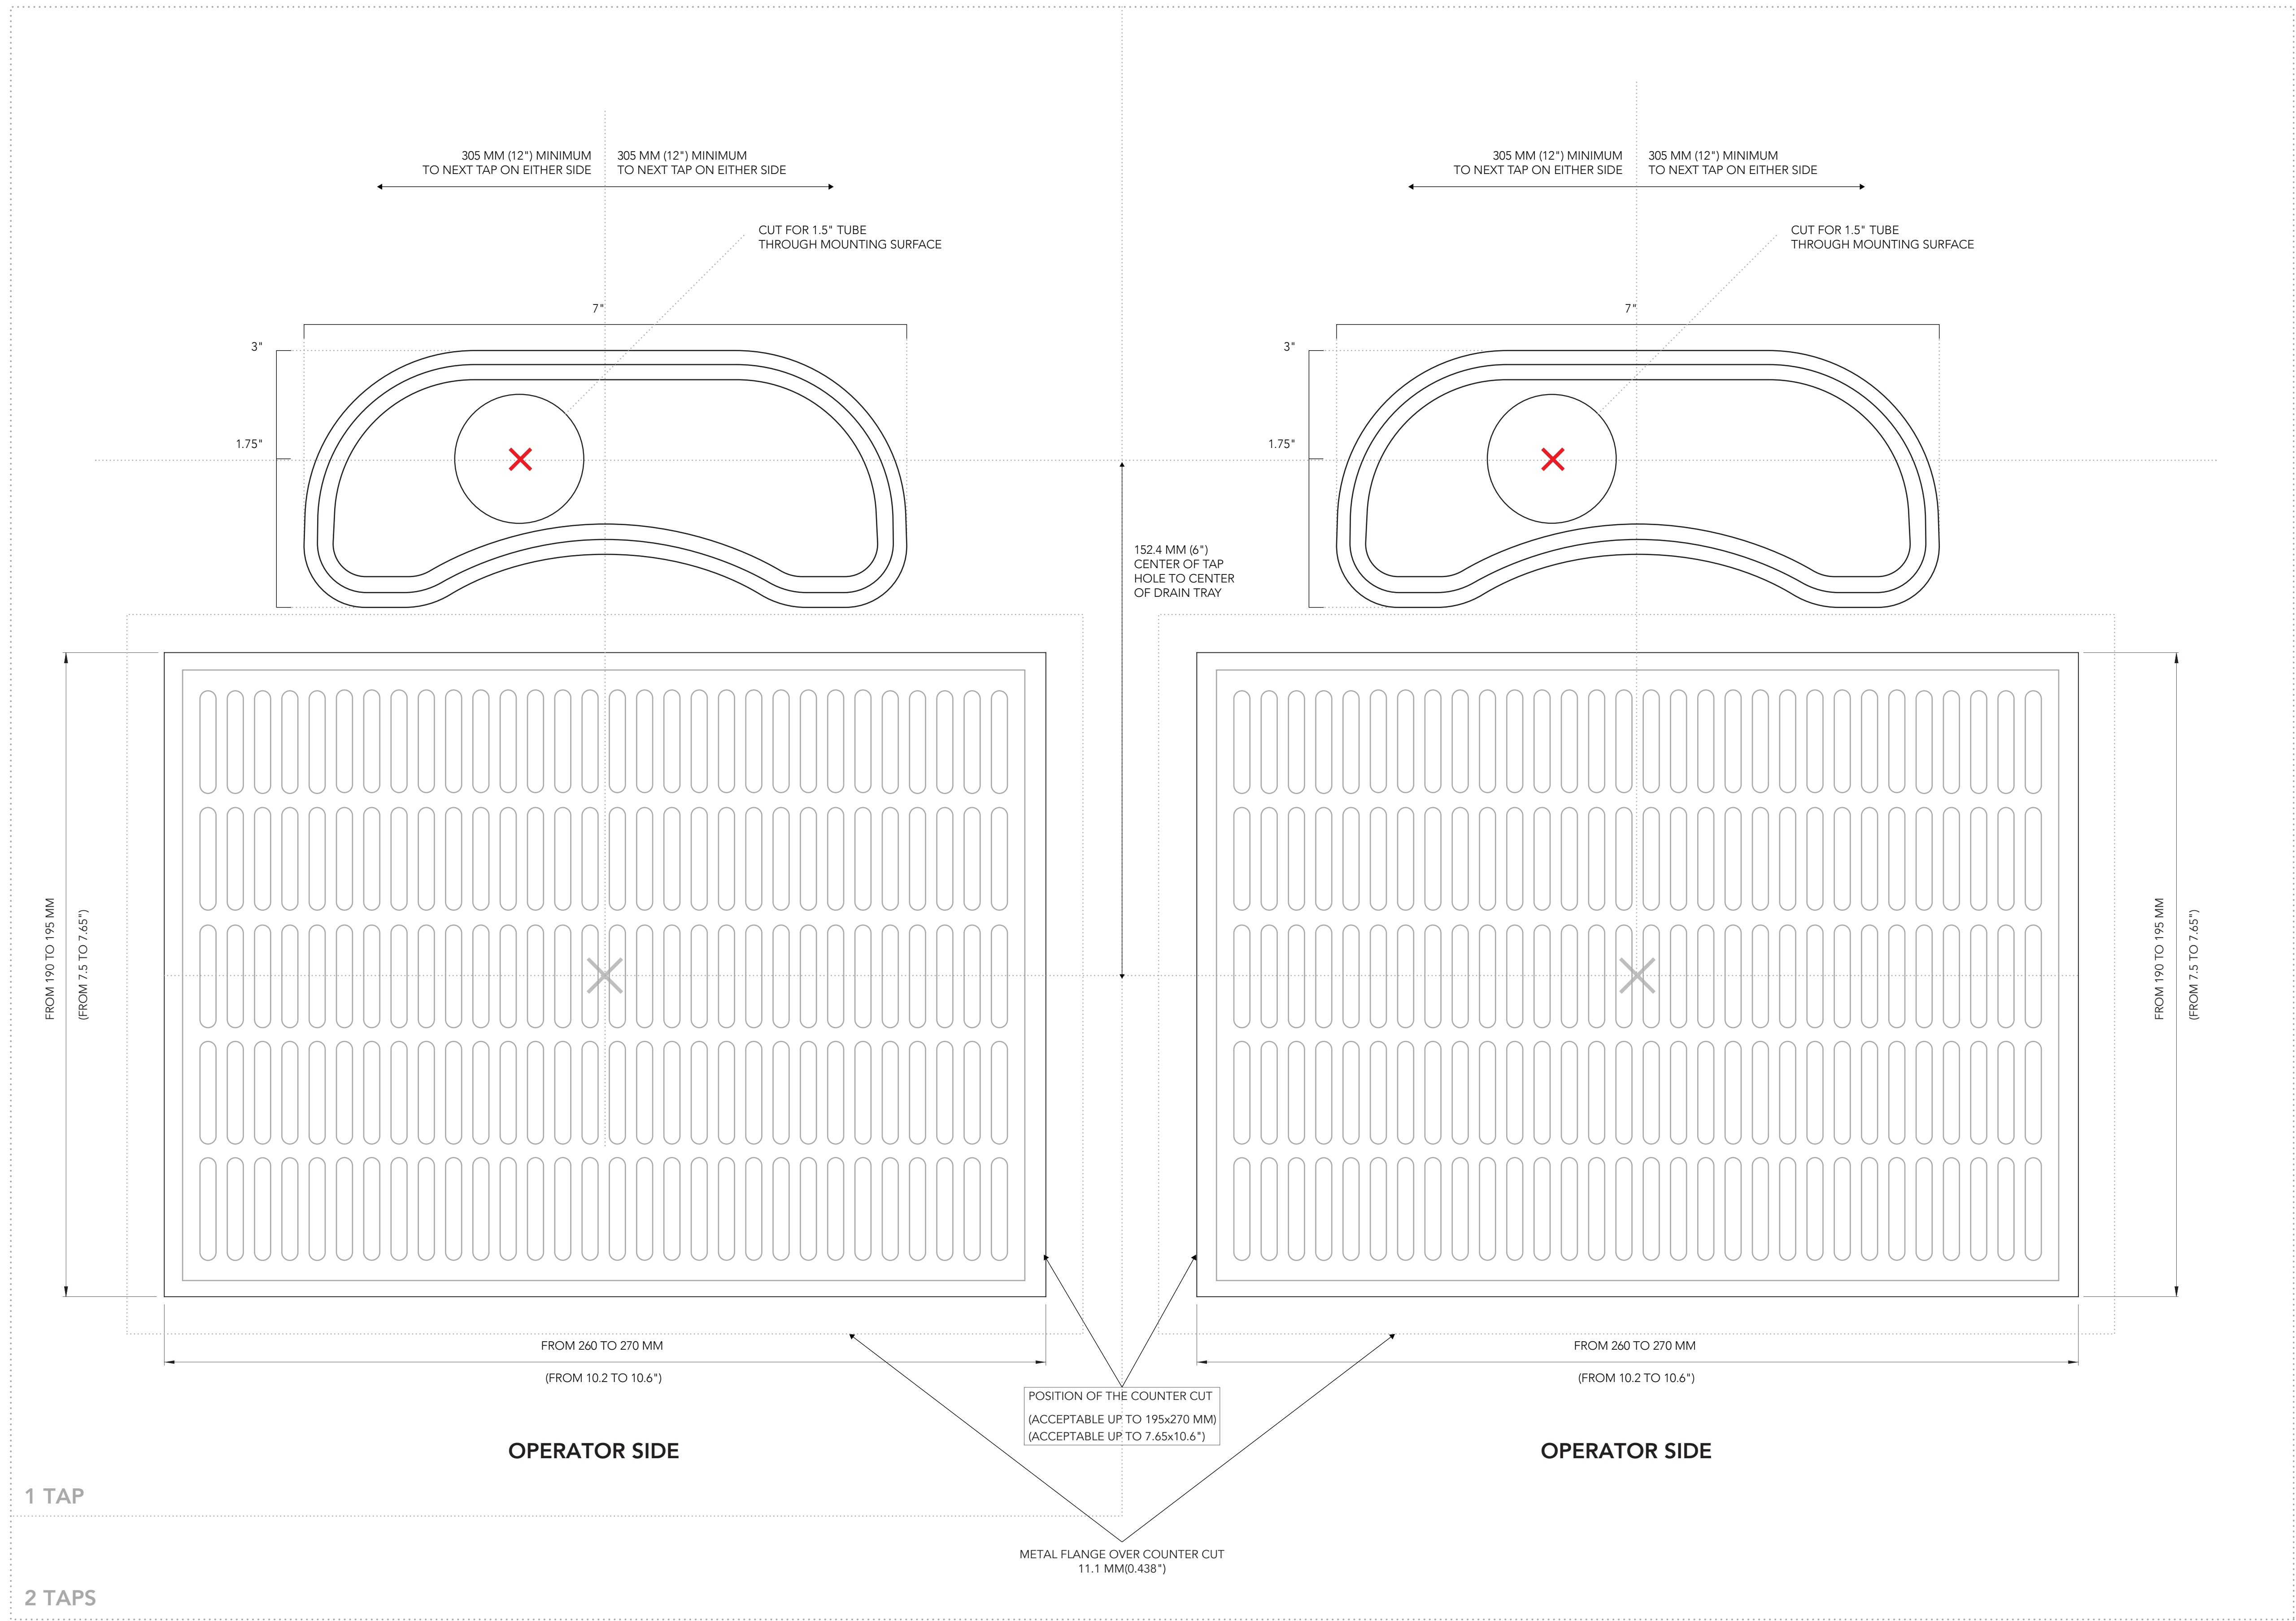 305 MM (12") MINIMUM
TO NEXT TAP ON EITHER SIDE
305 MM (12") MINIMUM
TO NEXT TAP ON EITHER SIDE
305 MM (12") MINIMUM
TO NEXT TAP ON EITHER SIDE
305 MM (12") MINIMUM
TO NEXT TAP ON EITHER SIDE
CUT FOR 1.5" TUBE
THROUGH MOUNTING SURFACE
CUT FOR 1.5" TUBE
THROUGH MOUNTING SURFACE
7"
7"
3"
3"
1.75"
1.75"
152.4 MM (6")
CENTER OF TAP
HOLE TO CENTER
OF DRAIN TRAY
FROM 190 TO 195 MM
(FROM 7.5 TO 7.65")
FROM 190 TO 195 MM
(FROM 7.5 TO 7.65")
FROM 260 TO 270 MM
(FROM 10.2 TO 10.6")
FROM 260 TO 270 MM
(FROM 10.2 TO 10.6")
POSITION OF THE COUNTER CUT
(ACCEPTABLE UP TO 195x270 MM)
(ACCEPTABLE UP TO 7.65x10.6")
OPERATOR SIDE
OPERATOR SIDE
1 TAP
METAL FLANGE OVER COUNTER CUT
11.1 MM(0.438")
2 TAPS